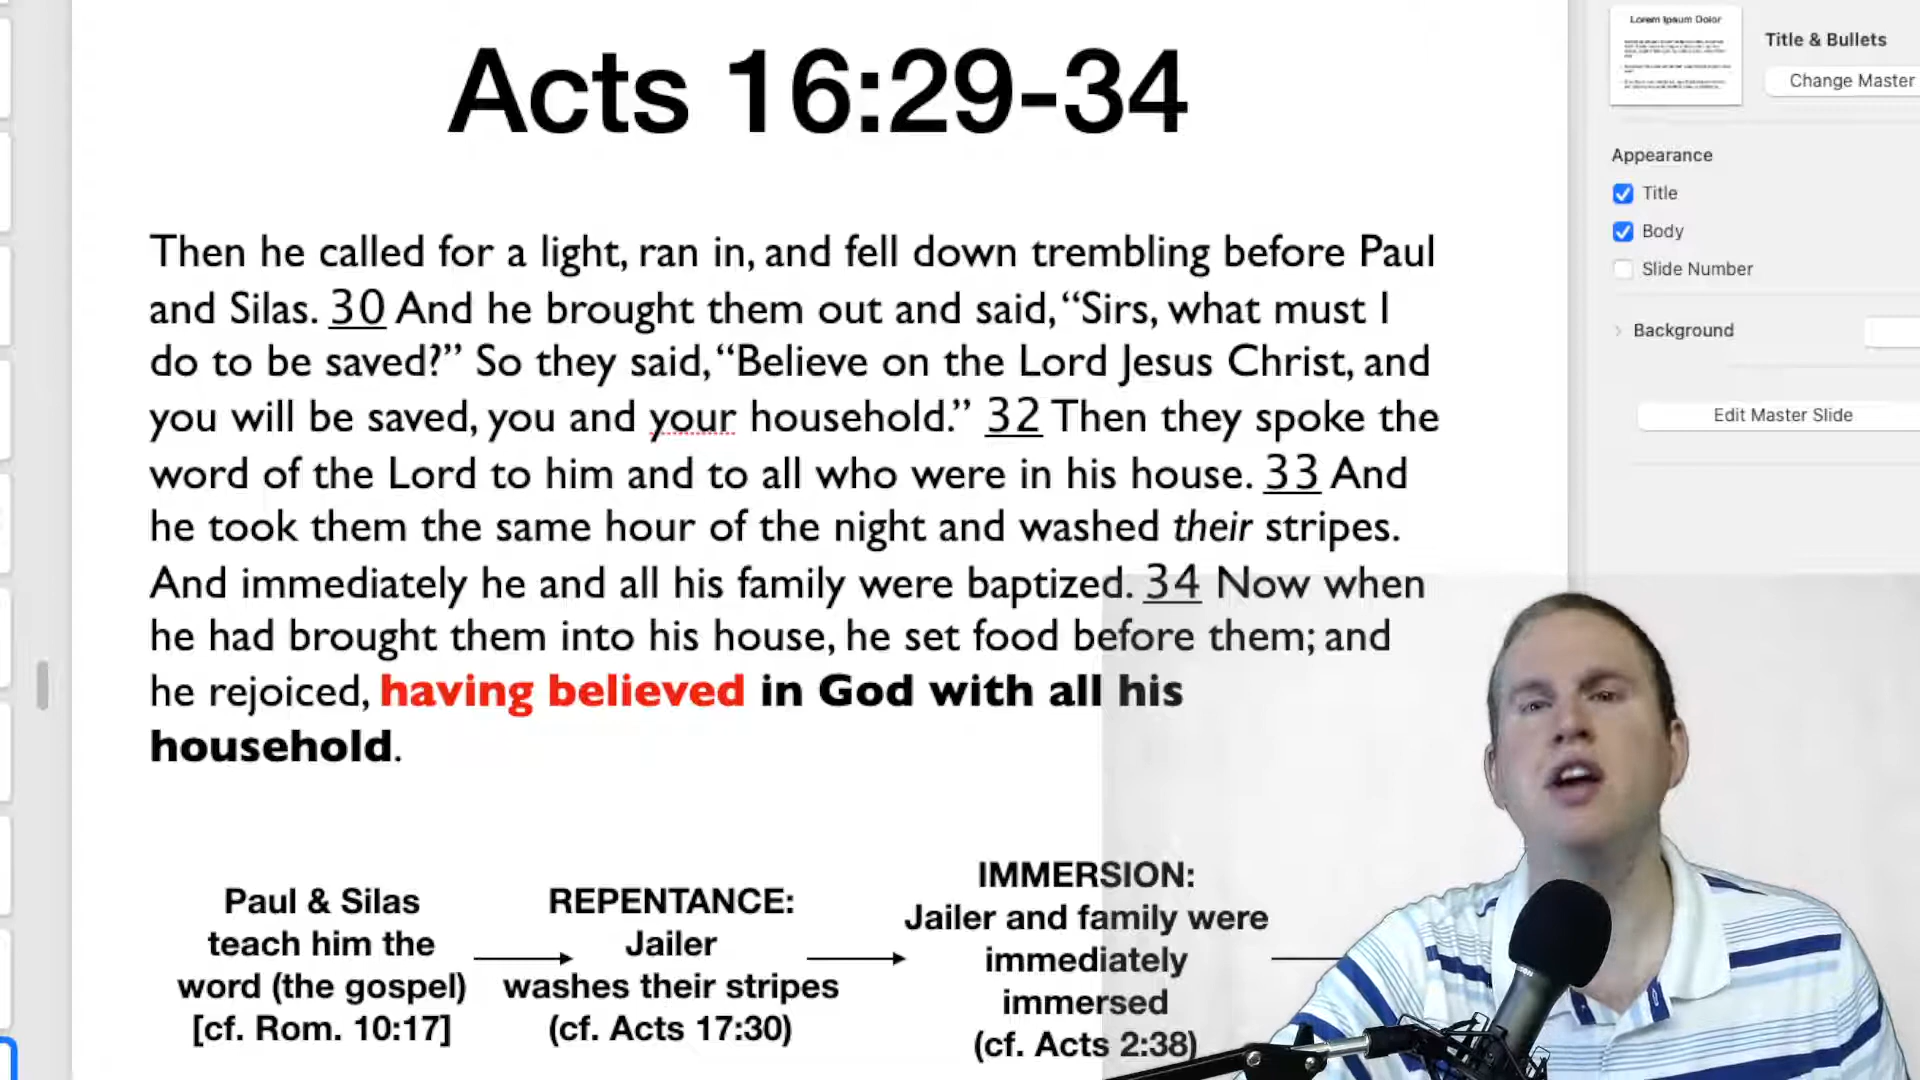 Acts 16:29-34
Then he called for a light, ran in, and fell down trembling before Paul
and Silas. 30 And he brought them out and said, “Sirs, what must I
do to be saved?” So they said, “Believe on the Lord Jesus Christ, and
you will be saved, you and your household.” 32 Then they spoke the
word of the Lord to him and to all who were in his house. 33 And
he took them the same hour of the night and washed their stripes.
And immediately he and all his family were baptized. 34 Now when
he had brought them into his house, he set food before them; and
he rejoiced, having believed in God with all his
household.
Paul & Silas
teach him the
word (the gospel)
[cf. Rom. 10:17]
REPENTANCE:
Jailer
washes their stripes
(cf. Acts 17:30)
IMMERSION:
Jailer and family were
immediately
immersed
(cf. Acts 2:38)
Lorem Ipsum Dolor
Title & Bullets
Change Master
Appearance
Title
Body
Slide Number
Background
Edit Master Slide